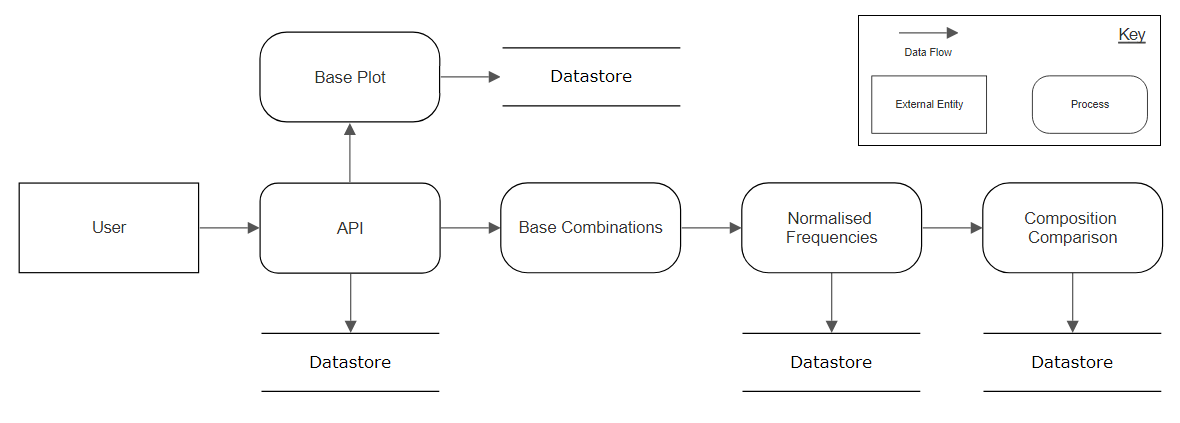 Key
Data Flow
External Entity
Process
Base Plot
Datastore
User
API
Base Combinations
Normalised
Frequencies
Composition
Comparison
Datastore
Datastore
Datastore